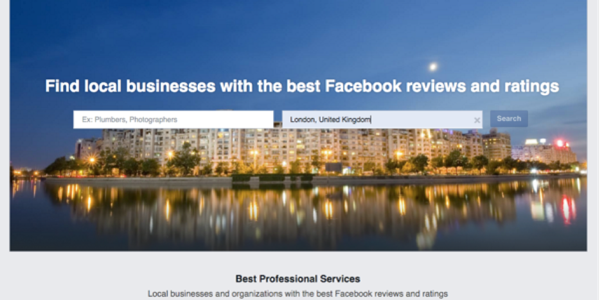 Find local businesses with the best Facebook reviews and ratings
Ex: Plumbers, Photographers
London, United Kingdom
Search
Best Professional Services
Local businesses and organizations with the best Facebook reviews and ratings